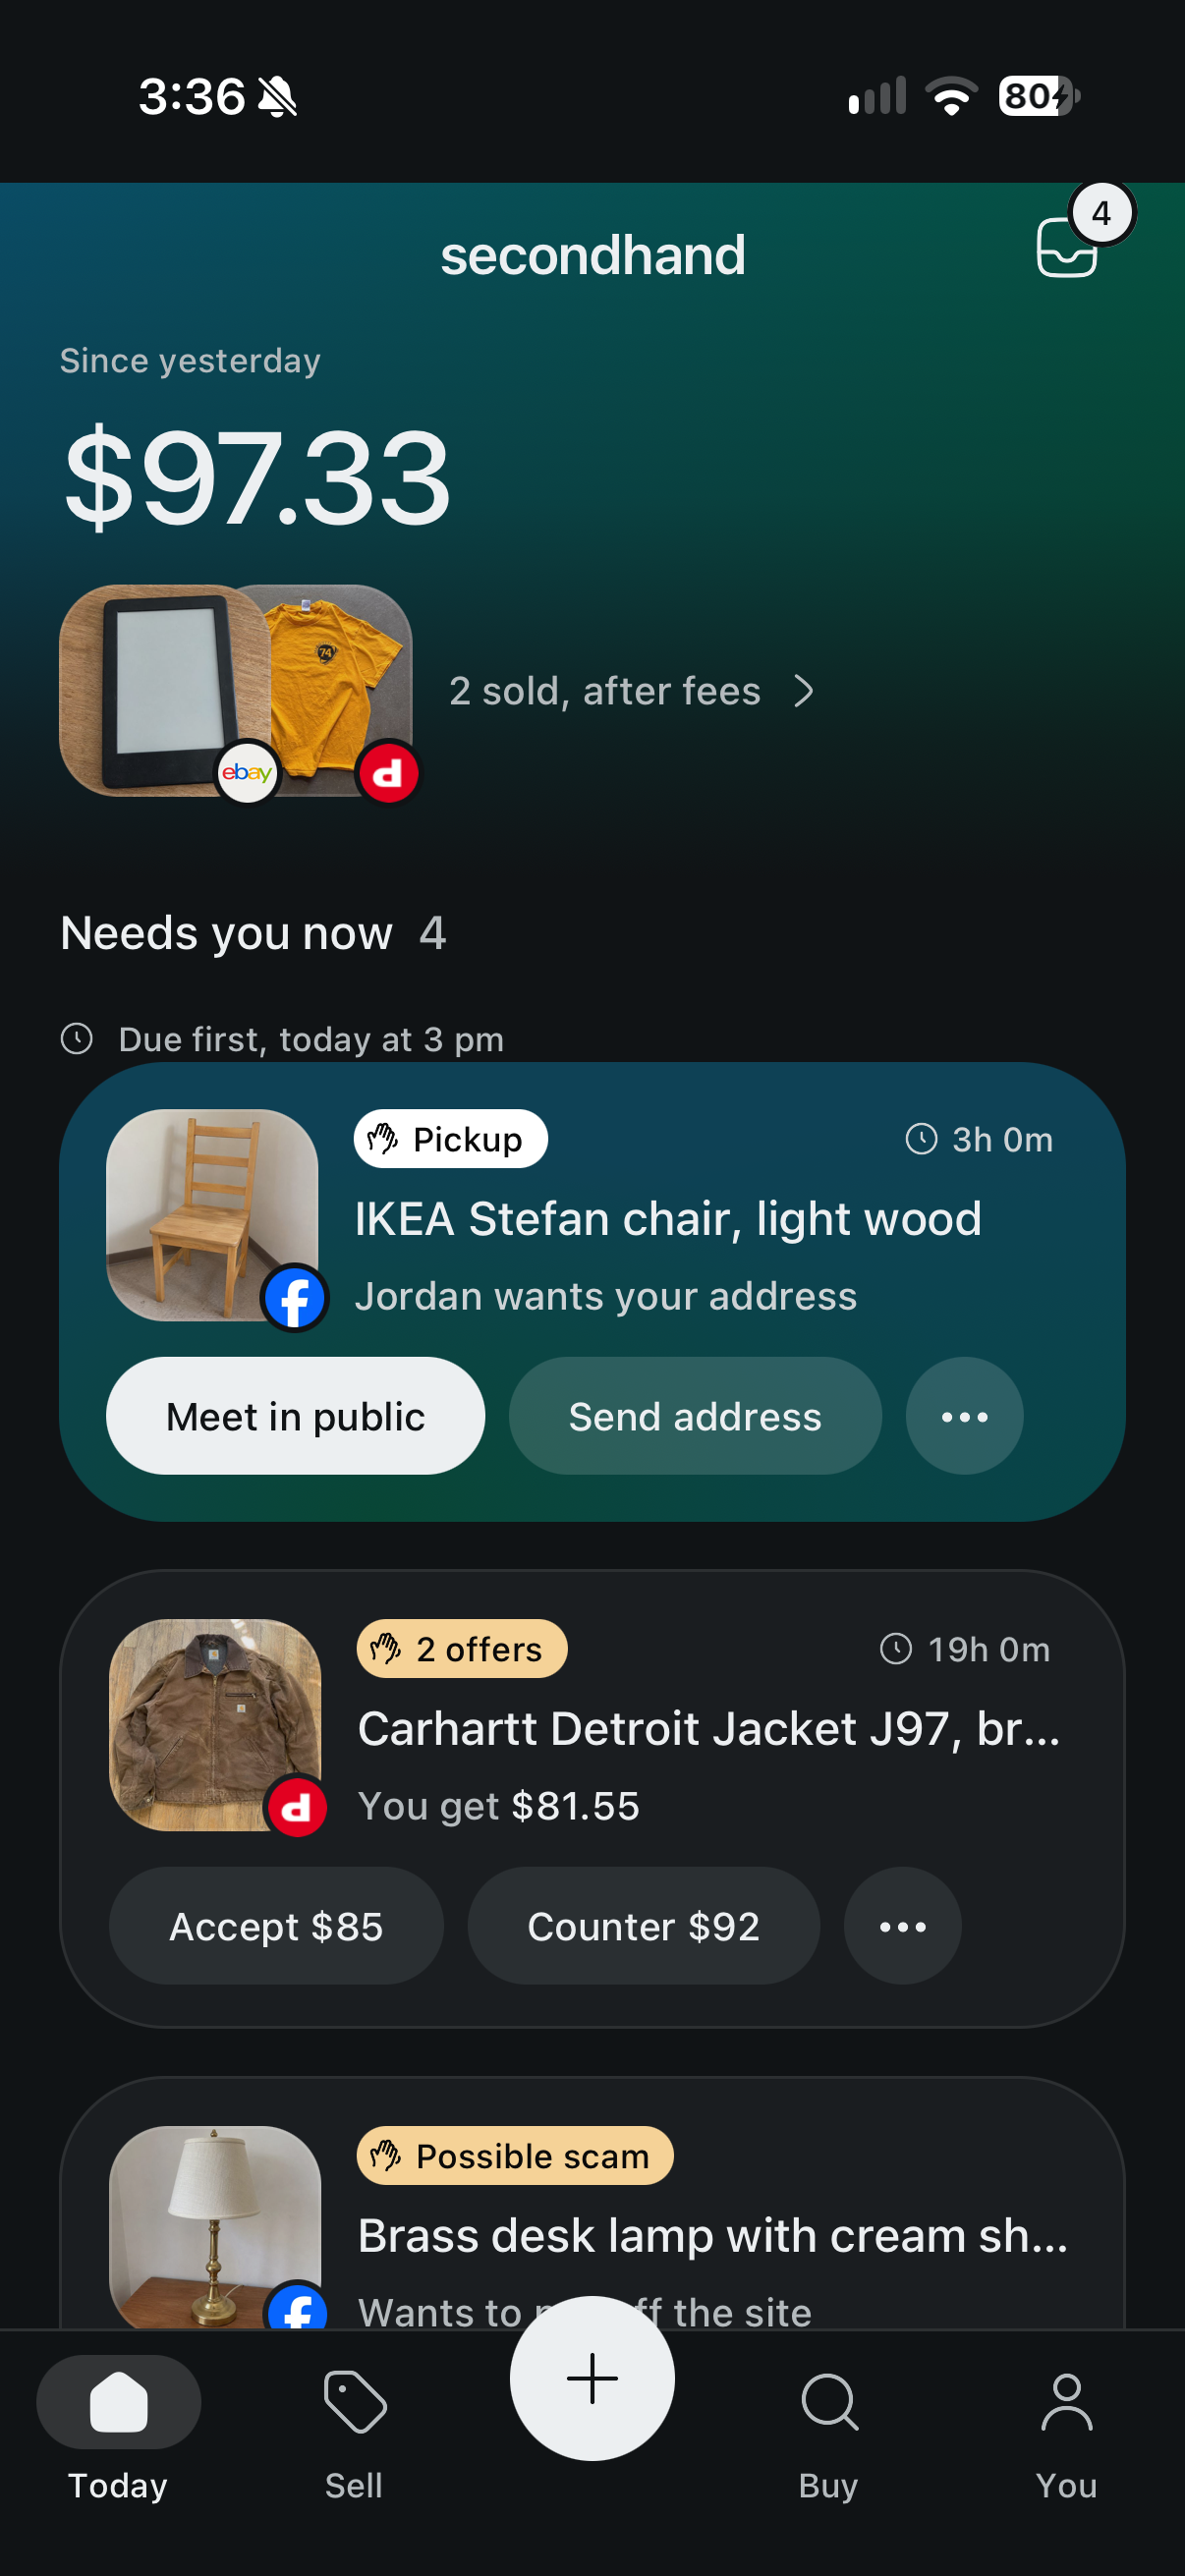 3:36
80
secondhand
4
Since yesterday
$97.33
74
ebay
d
2 sold, after fees
Needs you now 4
Due first, today at 3 pm
Pickup
3h 0m
IKEA Stefan chair, light wood
f
Jordan wants your address
Meet in public
Send address
2 offers
19h 0m
Carhartt Detroit Jacket J97, br...
d
You get $81.55
Accept $85
Counter $92
Possible scam
Brass desk lamp with cream sh...
f
Wants to
the site
Today
Sell
Buy
You